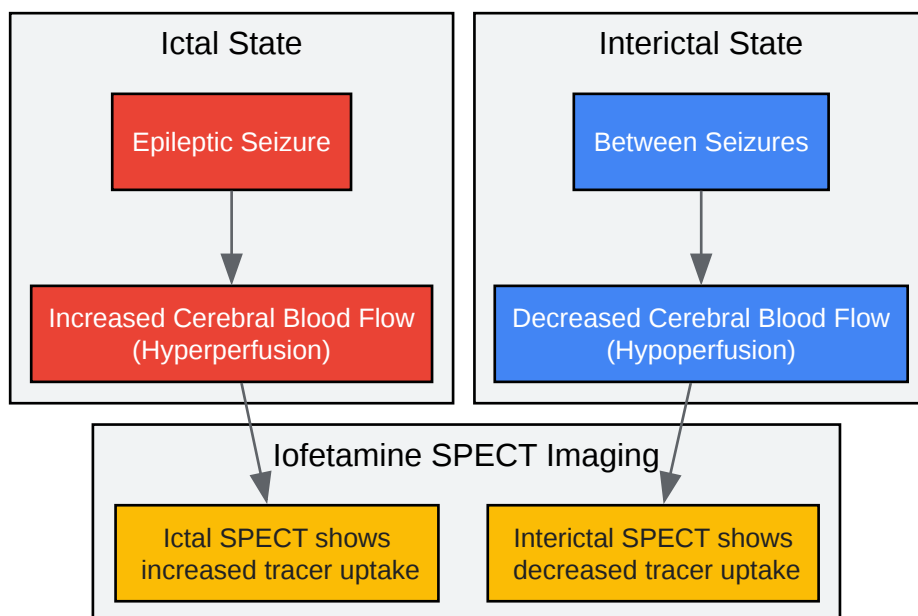 Ictal State
Epileptic Seizure
Increased Cerebral Blood Flow
(Hyperperfusion)
Interictal State
Between Seizures
Decreased Cerebral Blood Flow
(Hypoperfusion)
Iofetamine SPECT Imaging
Ictal SPECT shows
increased tracer uptake
Interictal SPECT shows
decreased tracer uptake